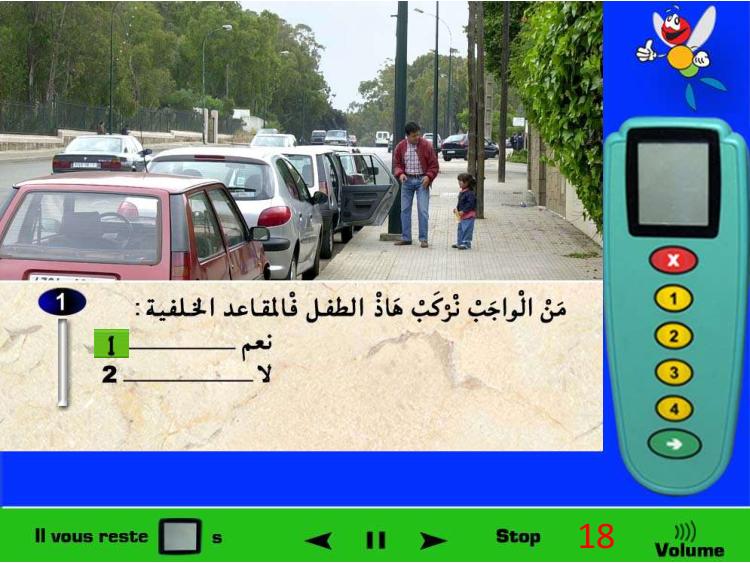 1
مَنْ الْواجَبْ نْرَكَبْ هَاذْ الطفل فْالمقاعد الخلفية :
نعم 1
لا 2
X
1
2
3
4
Il vous reste s
Stop
18
Volume